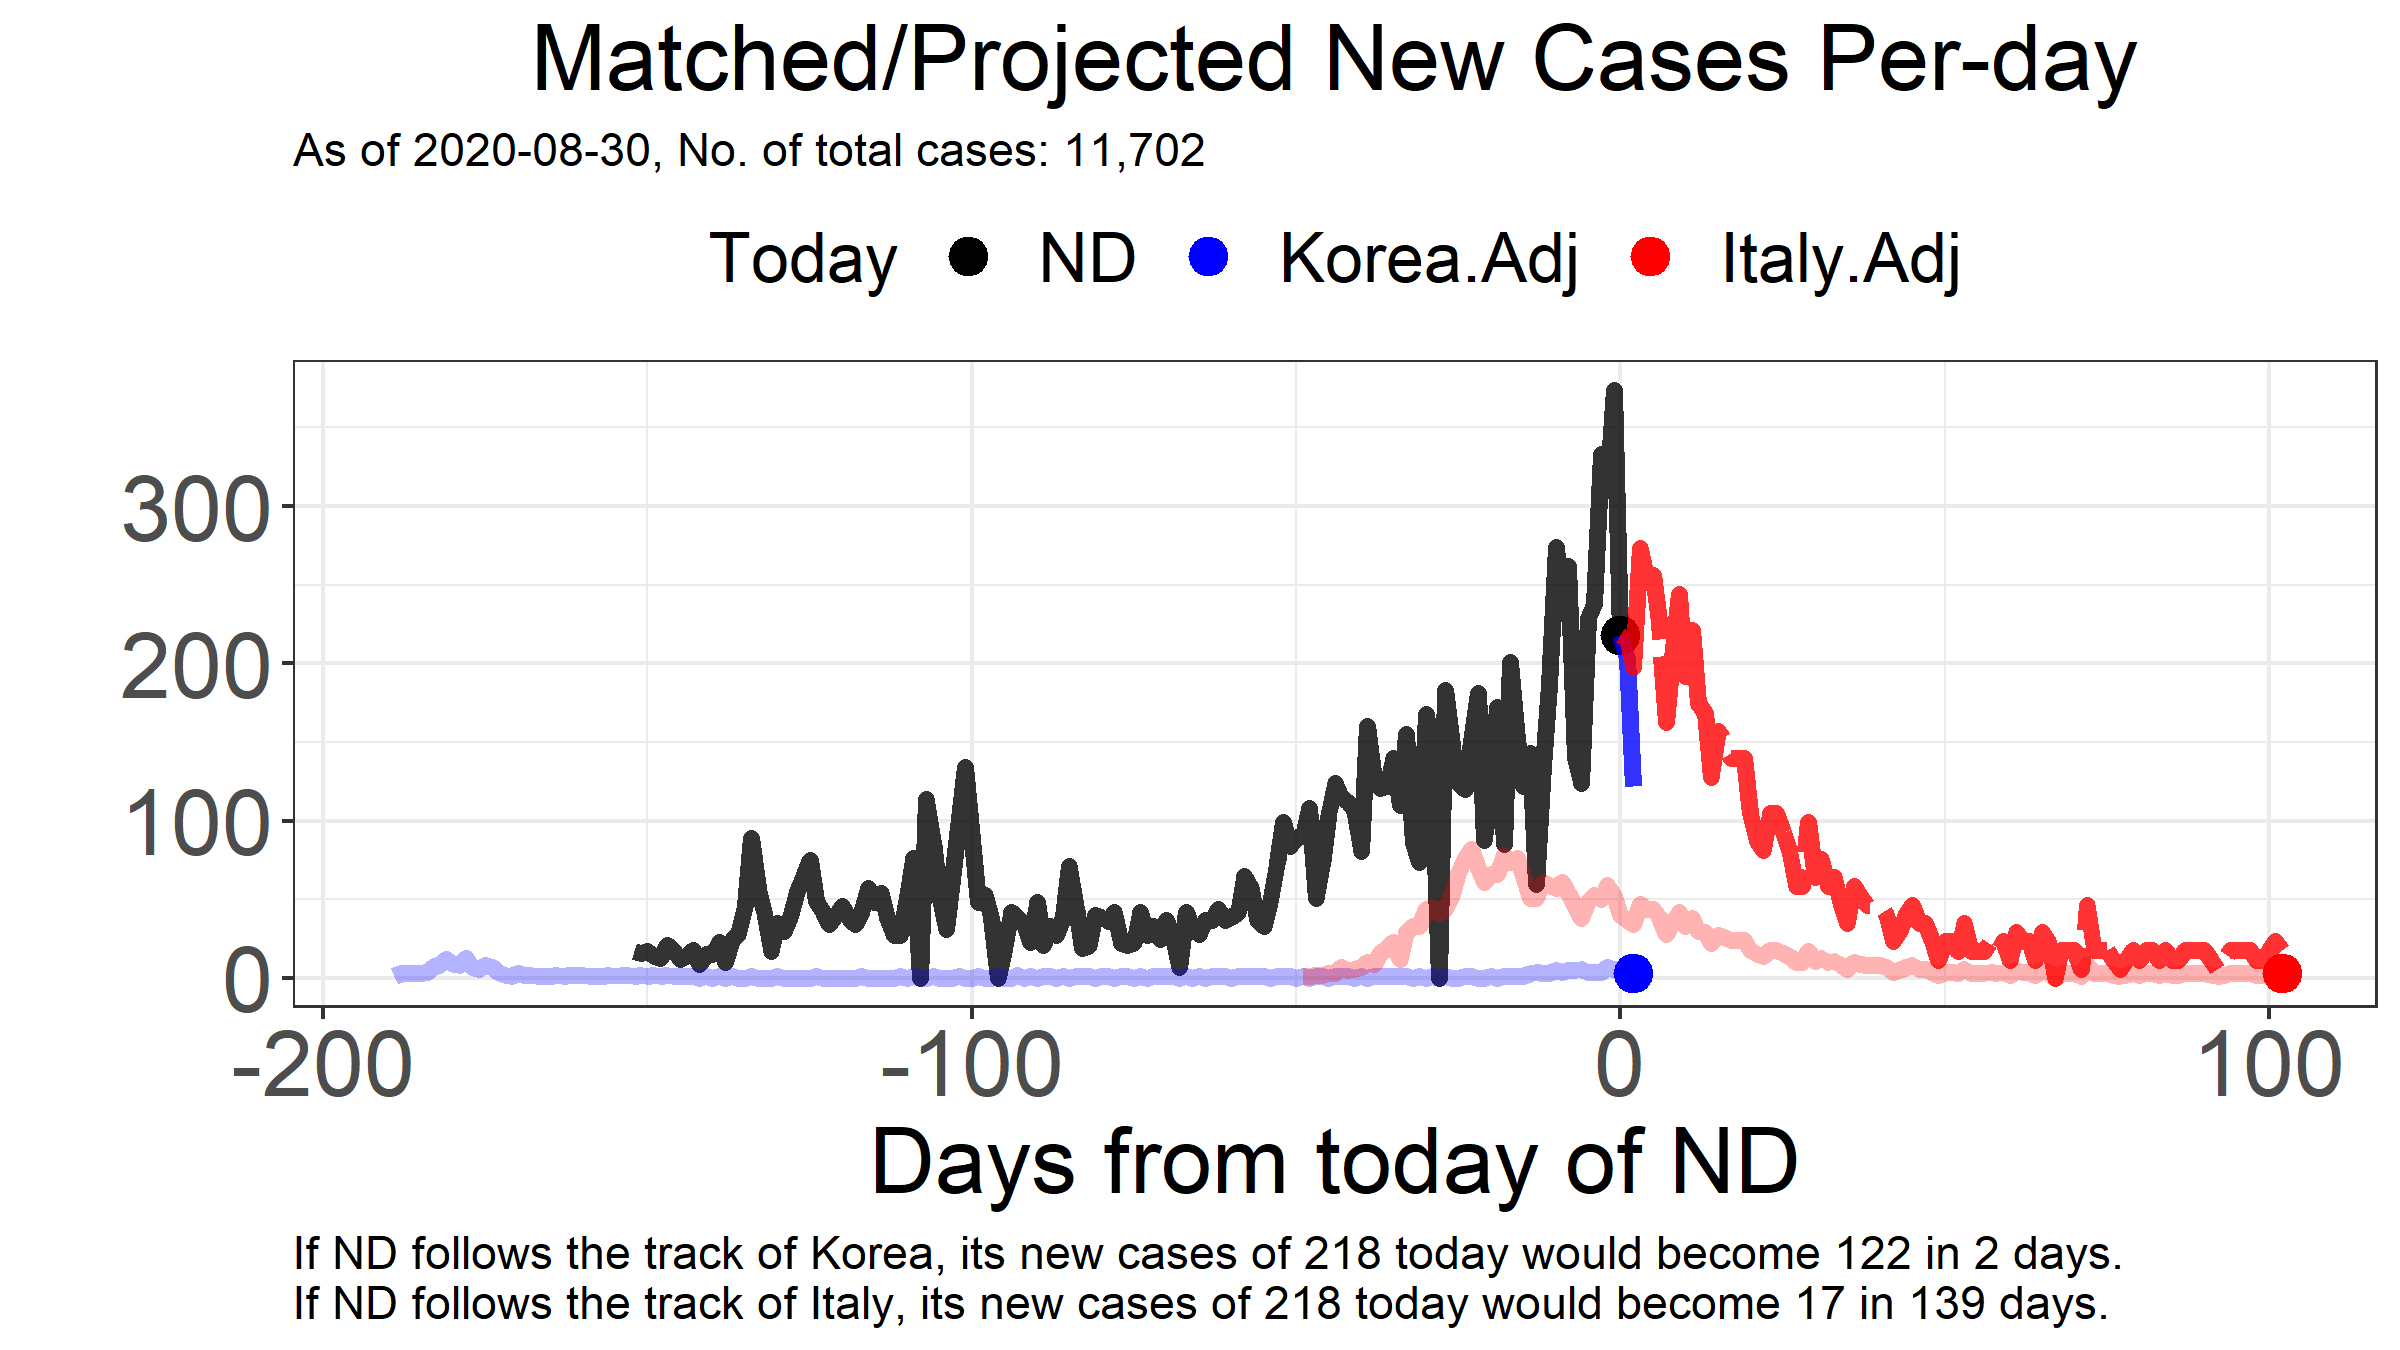 Matched/Projected New Cases Per-day
As of 2020-08-30, No. of total cases: 11,702
Today ND Korea.Adj Italy.Adj
300
200
100
0
-200 -100 0 100
Days from today of ND
If ND follows the track of Korea, its new cases of 218 today would become 122 in 2 days.
If ND follows the track of Italy, its new cases of 218 today would become 17 in 139 days.